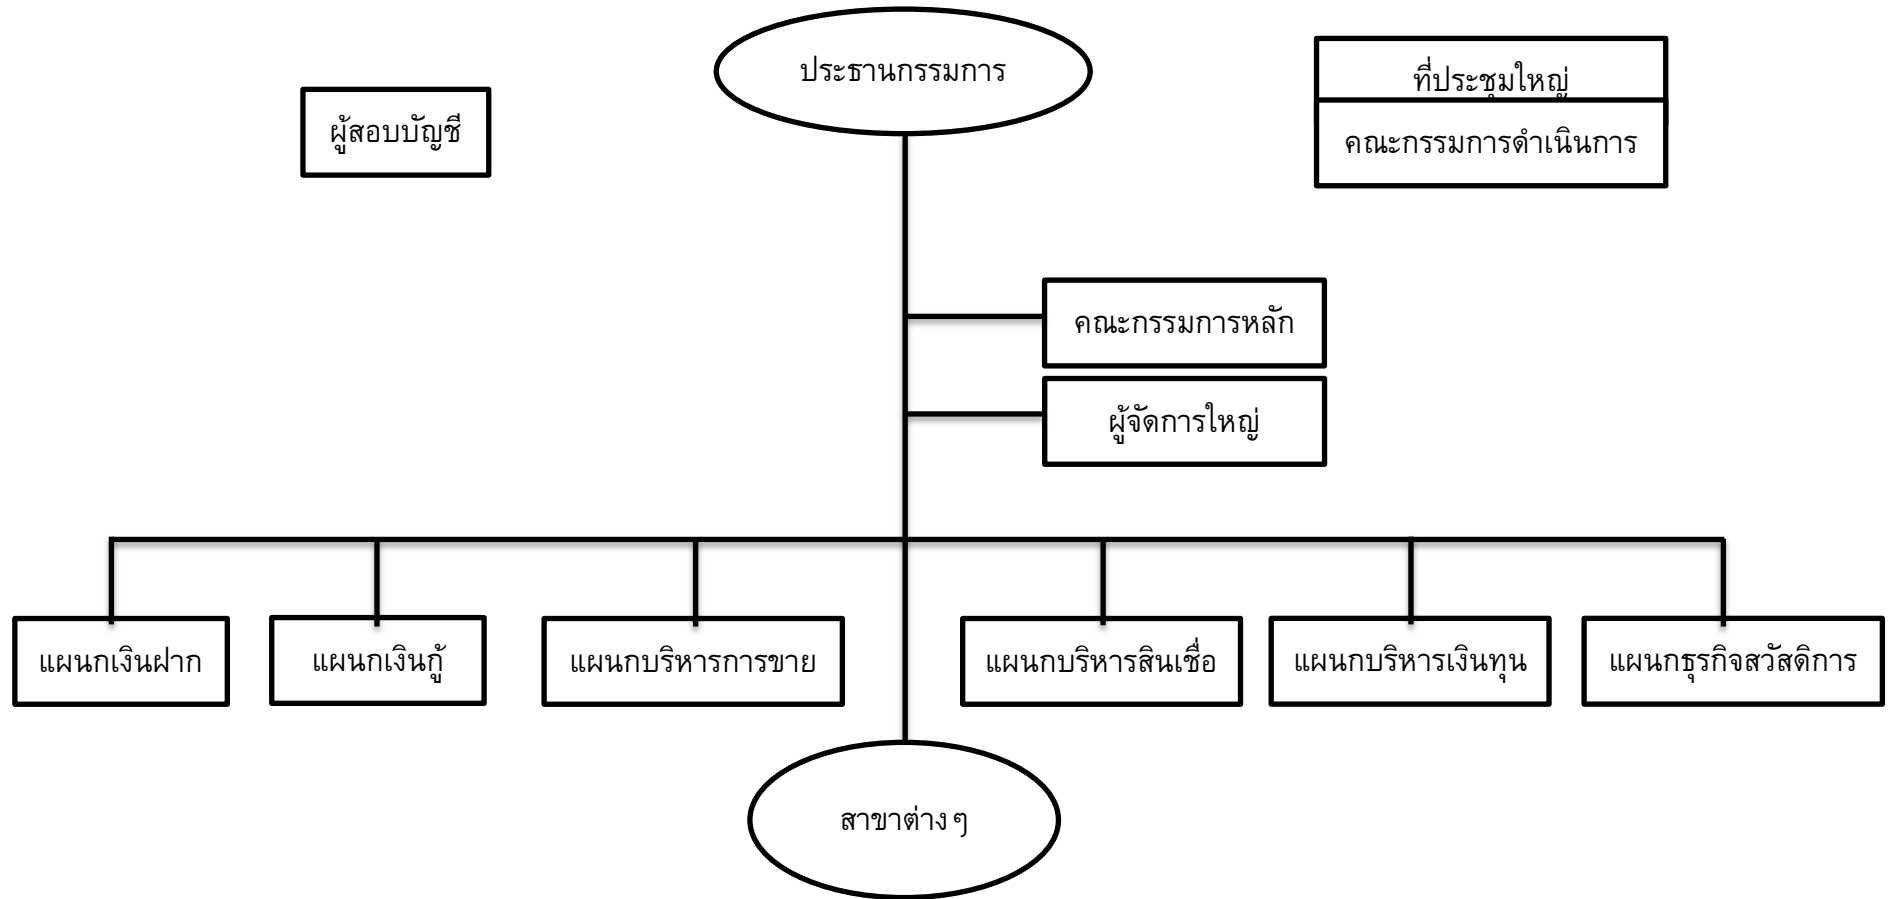 ประธานกรรมการ
ที่ประชุมใหญ่
ผู้สอบบัญชี
คณะกรรมการดำเนินการ
คณะกรรมการหลัก
ผู้จัดการใหญ่
แผนกเงินฝาก
แผนกเงินกู้
แผนกบริหารการขาย
แผนกบริหารสินเชื่อ
แผนกบริหารเงินทุน
แผนกธุรกิจสวัสดิการ
สาขาต่าง ๆ